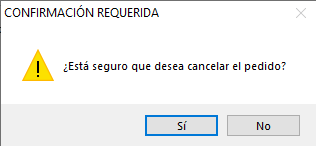 CONFIRMACIÓN REQUERIDA
¿Está seguro que desea cancelar el pedido?
Sí
No